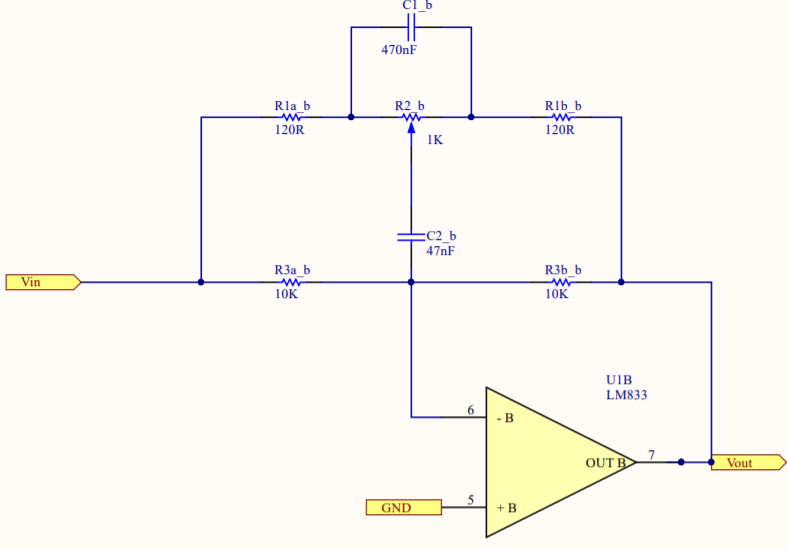 C1_b
470nF
R1a_b
120R
R2_b
1K
R1b_b
120R
C2_b
47nF
Vin
R3a_b
10K
R3b_b
10K
U1B
LM833
6
- B
OUT B
7
Vout
GND
5
+ B